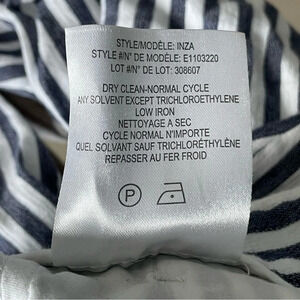 STYLE/MODÈLE: INZA
STYLE #/N° DE MODÈLE: E1103220
LOT #/N° DE LOT: 308607
DRY CLEAN-NORMAL CYCLE
ANY SOLVENT EXCEPT TRICHLOROETHYLENE
LOW IRON
NETTOYAGE A SEC
CYCLE NORMAL N'IMPORTE
QUEL SOLVANT SAUF TRICHLORÉTHYLÈNE
REPASSER AU FER FROID
P